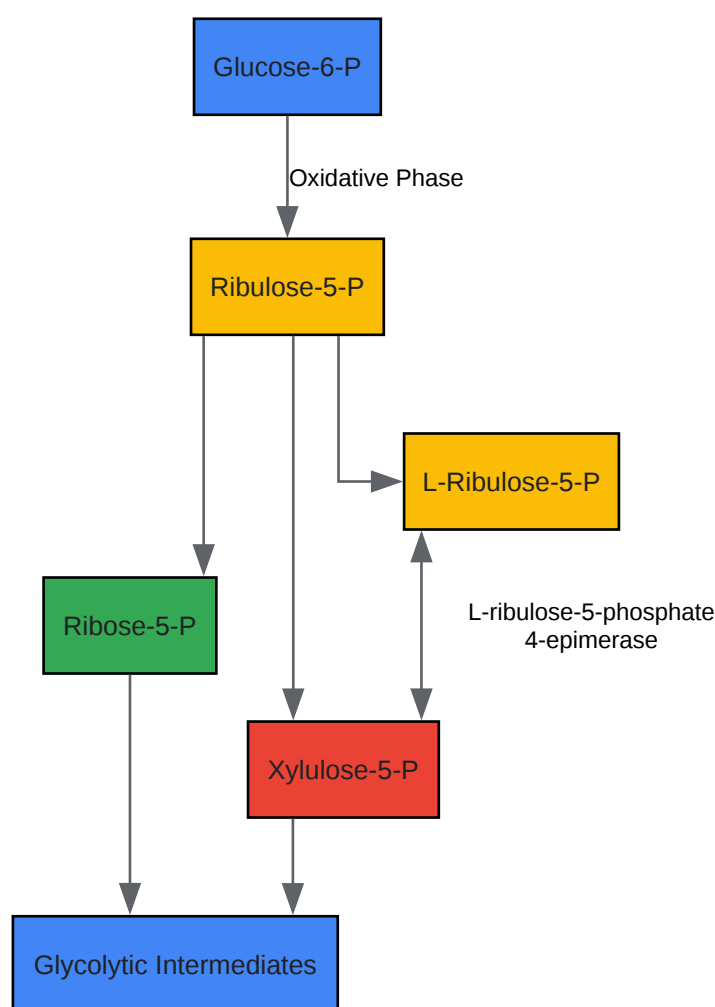 Glucose-6-P
Oxidative Phase
Ribulose-5-P
L-Ribulose-5-P
Ribose-5-P
L-ribulose-5-phosphate
4-epimerase
Xylulose-5-P
Glycolytic Intermediates